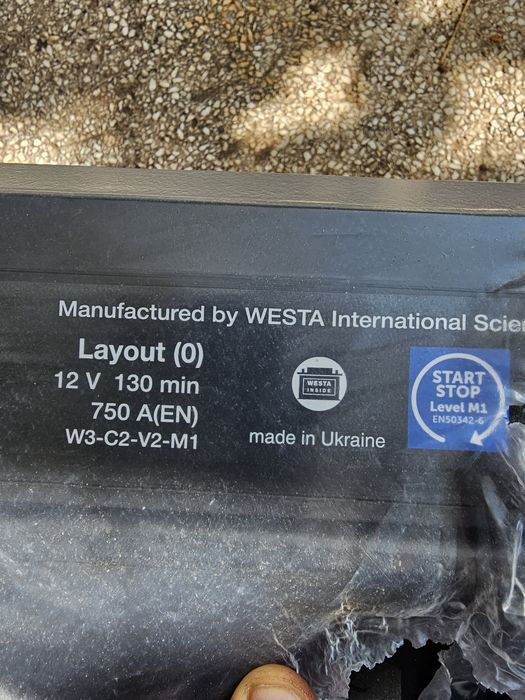 Manufactured by WESTA International
Layout (0)
12 V 130 min
750 A(EN)
W3-C2-V2-M1
WESTA
INSIDE
made in Ukraine
START
STOP
Level M1
EN50342-6